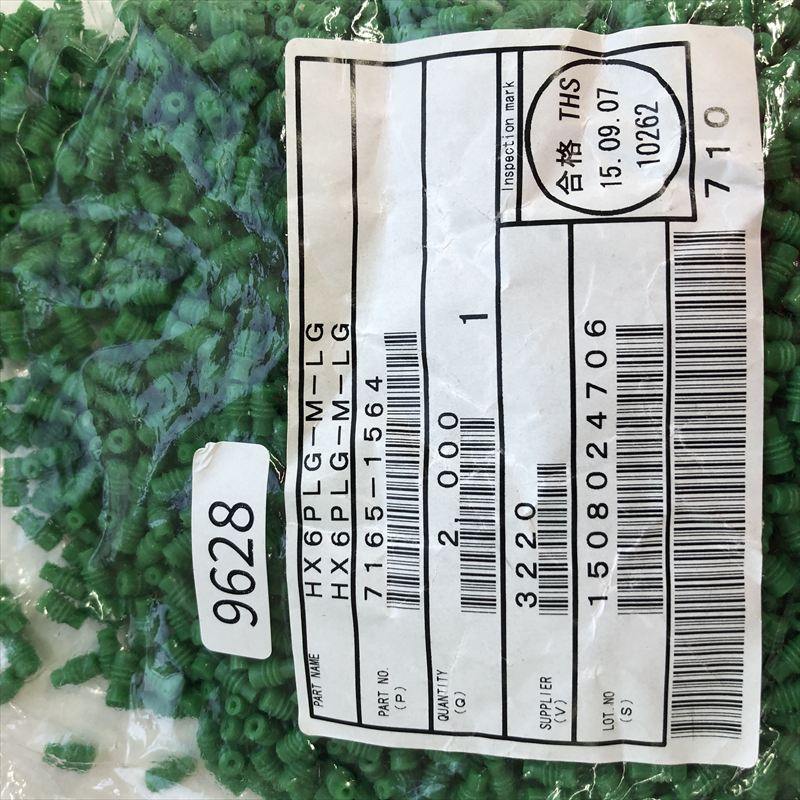 9628
PART NAME
HX6PLG-M-LG
HX6PLG-M-LG
PART NO.
(P)
7165-1564
QUANTITY
(Q)
2,000 1
SUPPLIER
(V)
3220
LOT.NO
(S)
1508024706
Inspection mark
合格 THS
15.09.07
10262
710